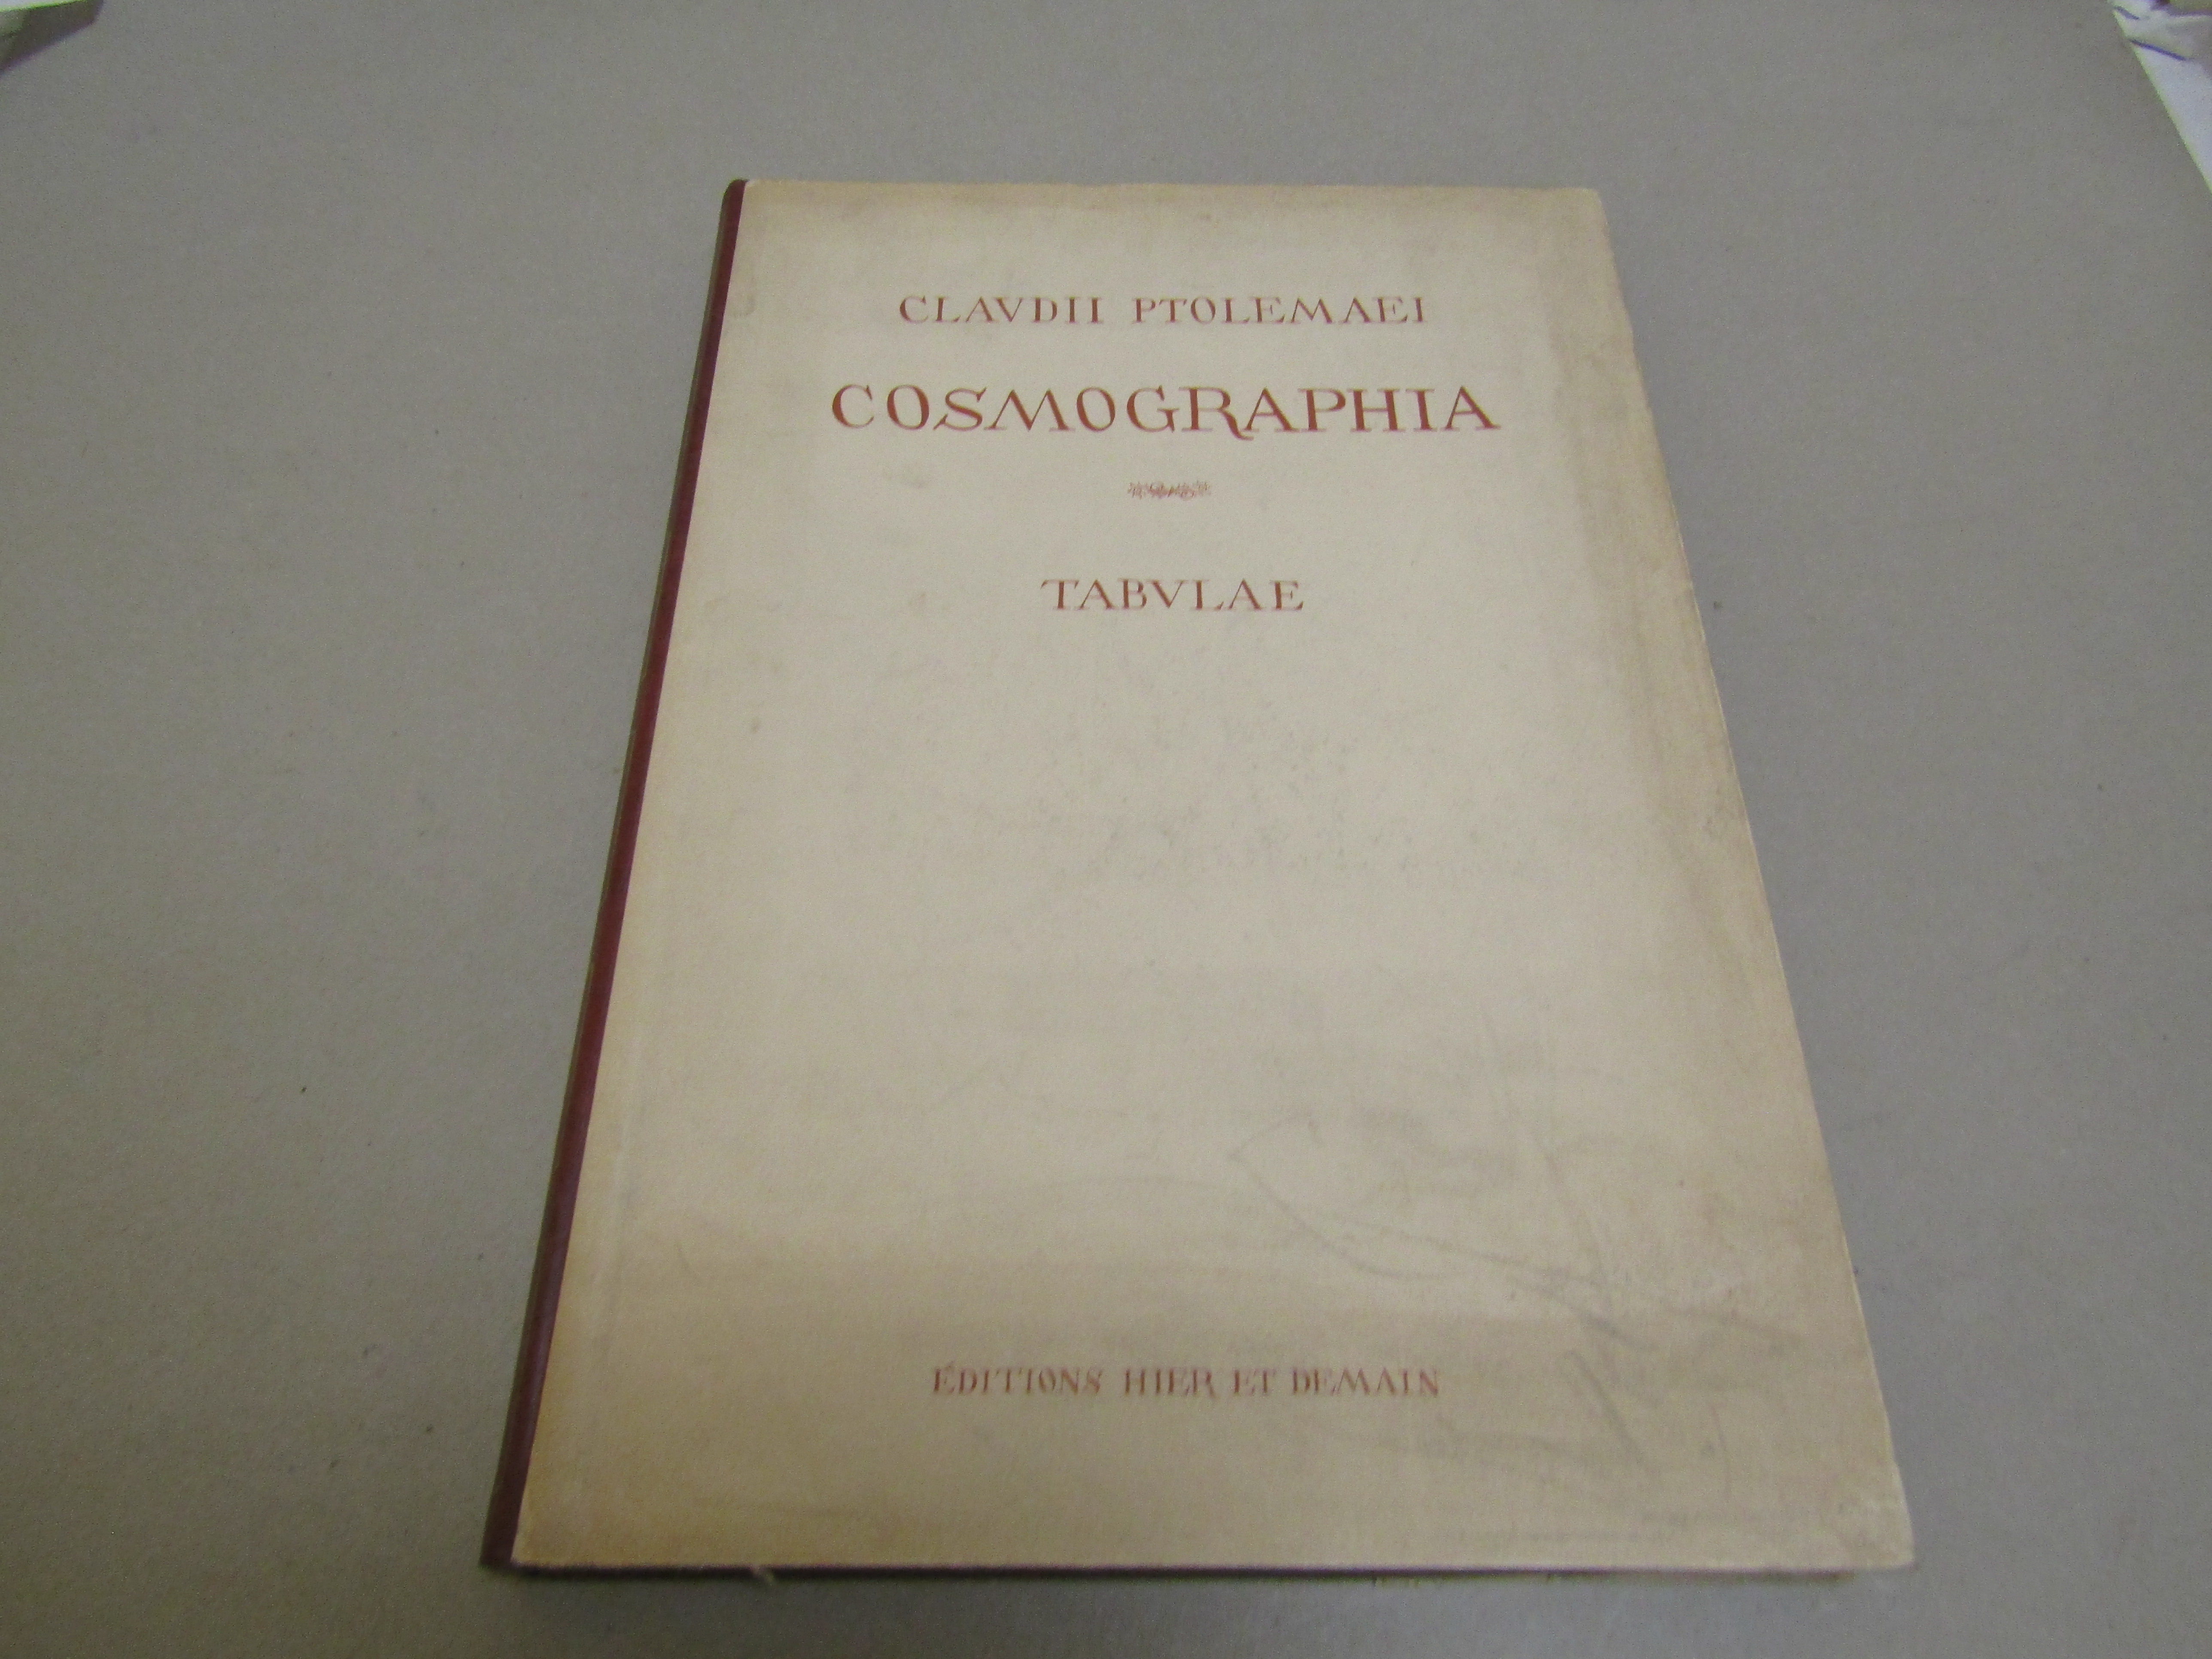 CLAVDII PTOLEMAEI
COSMOGRAPHIA
TABVLAE
ÉDITIONS HIER ET DEMAIN